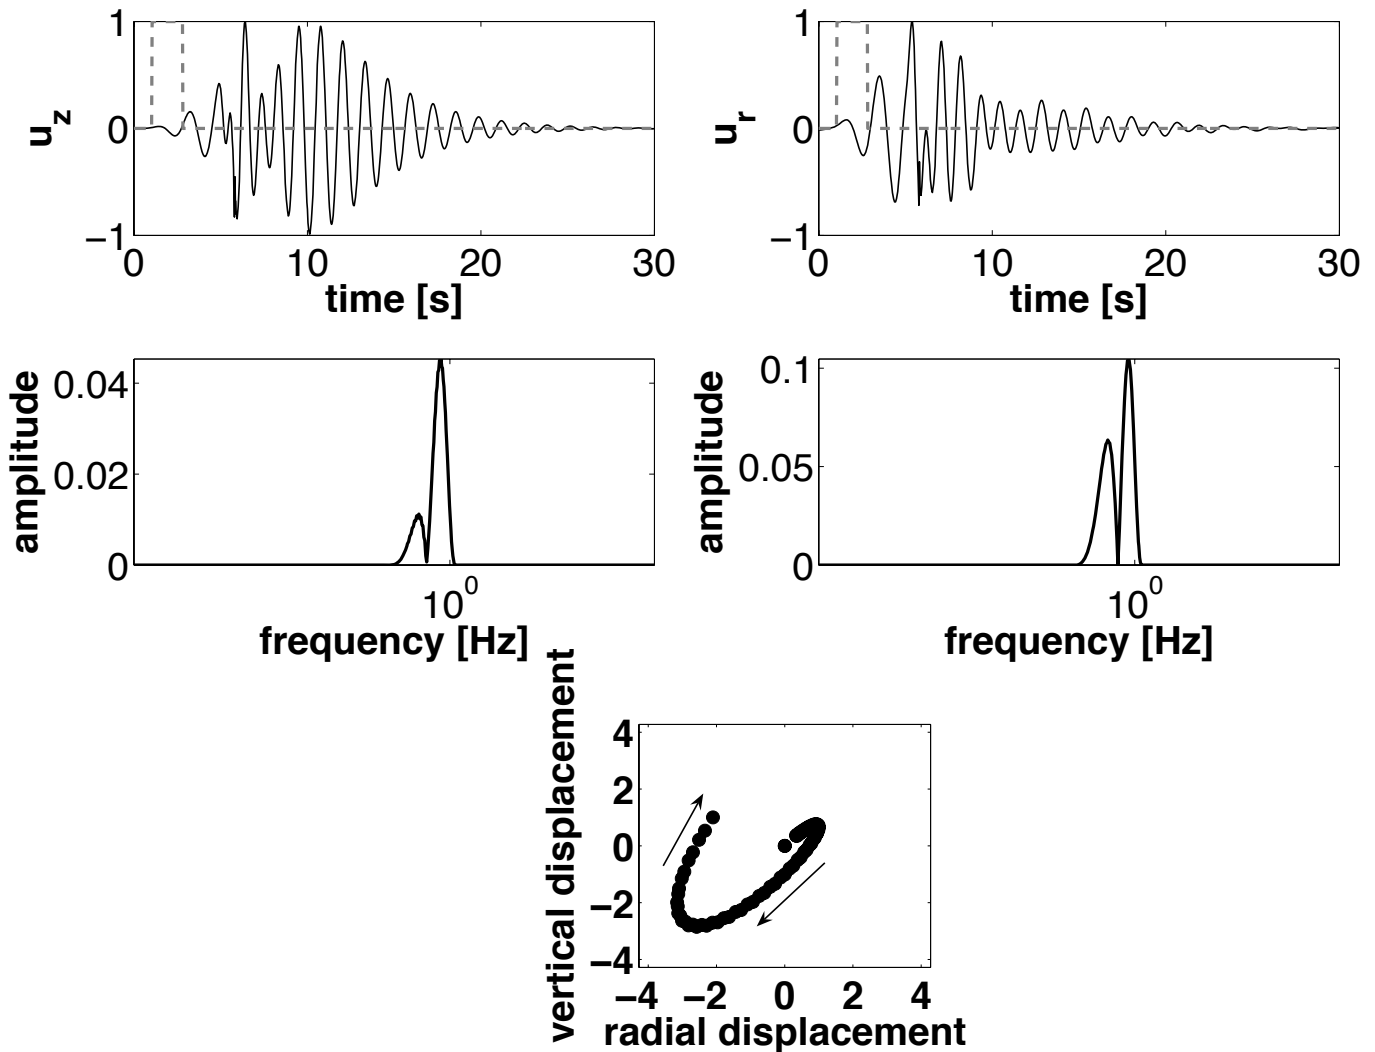 1
0
−1
u_z
0 10 20 30
time [s]
1
0
−1
u_r
0 10 20 30
time [s]
0.04
0.02
0
amplitude
10^0
frequency [Hz]
0.1
0.05
0
amplitude
10^0
frequency [Hz]
4
2
0
−2
−4
vertical displacement
−4 −2 0 2 4
radial displacement